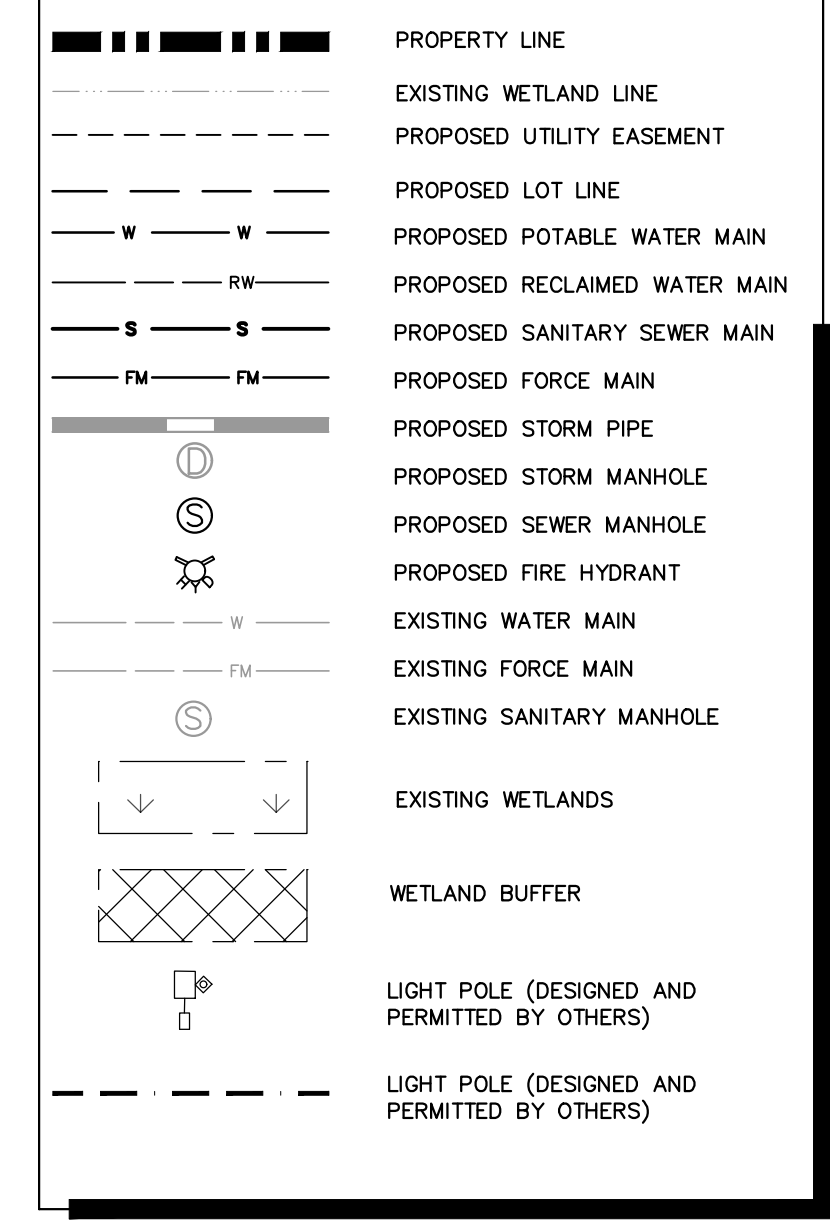 PROPERTY LINE
EXISTING WETLAND LINE
PROPOSED UTILITY EASEMENT
PROPOSED LOT LINE
W W PROPOSED POTABLE WATER MAIN
RW PROPOSED RECLAIMED WATER MAIN
S S PROPOSED SANITARY SEWER MAIN
FM FM PROPOSED FORCE MAIN
PROPOSED STORM PIPE
D PROPOSED STORM MANHOLE
S PROPOSED SEWER MANHOLE
PROPOSED FIRE HYDRANT
W EXISTING WATER MAIN
FM EXISTING FORCE MAIN
S EXISTING SANITARY MANHOLE
EXISTING WETLANDS
WETLAND BUFFER
LIGHT POLE (DESIGNED AND
PERMITTED BY OTHERS)
LIGHT POLE (DESIGNED AND
PERMITTED BY OTHERS)